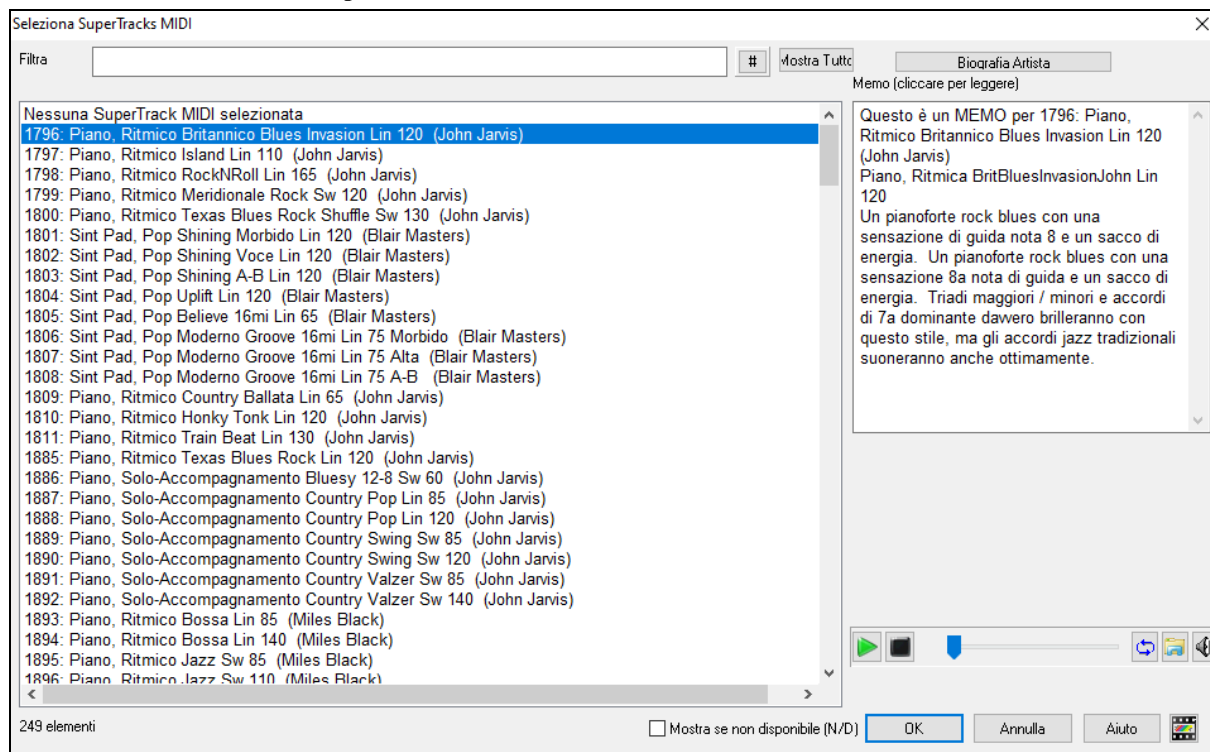 Seleziona SuperTracks MIDI
Filtra
#
Mostra Tutto
Biografia Artista
Memo (cliccare per leggere)
Nessuna SuperTrack MIDI selezionata
1796: Piano, Ritmico Britannico Blues Invasion Lin 120 (John Jarvis)
1797: Piano, Ritmico Island Lin 110 (John Jarvis)
1798: Piano, Ritmico RockNRoll Lin 165 (John Jarvis)
1799: Piano, Ritmico Meridionale Rock Sw 120 (John Jarvis)
1800: Piano, Ritmico Texas Blues Rock Shuffle Sw 130 (John Jarvis)
1801: Sint Pad, Pop Shining Morbido Lin 120 (Blair Masters)
1802: Sint Pad, Pop Shining Voce Lin 120 (Blair Masters)
1803: Sint Pad, Pop Shining A-B Lin 120 (Blair Masters)
1804: Sint Pad, Pop Uplift Lin 120 (Blair Masters)
1805: Sint Pad, Pop Believe 16mi Lin 65 (Blair Masters)
1806: Sint Pad, Pop Moderno Groove 16mi Lin 75 Morbido (Blair Masters)
1807: Sint Pad, Pop Moderno Groove 16mi Lin 75 Alta (Blair Masters)
1808: Sint Pad, Pop Moderno Groove 16mi Lin 75 A-B (Blair Masters)
1809: Piano, Ritmico Country Ballata Lin 65 (John Jarvis)
1810: Piano, Ritmico Honky Tonk Lin 120 (John Jarvis)
1811: Piano, Ritmico Train Beat Lin 130 (John Jarvis)
1885: Piano, Ritmico Texas Blues Rock Lin 120 (John Jarvis)
1886: Piano, Solo-Accompagnamento Bluesy 12-8 Sw 60 (John Jarvis)
1887: Piano, Solo-Accompagnamento Country Pop Lin 85 (John Jarvis)
1888: Piano, Solo-Accompagnamento Country Pop Lin 120 (John Jarvis)
1889: Piano, Solo-Accompagnamento Country Swing Sw 85 (John Jarvis)
1890: Piano, Solo-Accompagnamento Country Swing Sw 120 (John Jarvis)
1891: Piano, Solo-Accompagnamento Country Valzer Sw 85 (John Jarvis)
1892: Piano, Solo-Accompagnamento Country Valzer Sw 140 (John Jarvis)
1893: Piano, Ritmico Bossa Lin 85 (Miles Black)
1894: Piano, Ritmico Bossa Lin 140 (Miles Black)
1895: Piano, Ritmico Jazz Sw 85 (Miles Black)
1896: Piano, Ritmico Jazz Sw 110 (Miles Black)
Questo è un MEMO per 1796: Piano,
Ritmico Britannico Blues Invasion Lin 120
(John Jarvis)
Piano, Ritmica BritBluesInvasionJohn Lin
120
Un pianoforte rock blues con una
sensazione di guida nota 8 e un sacco di
energia. Un pianoforte rock blues con una
sensazione 8a nota di guida e un sacco di
energia. Triadi maggiori / minori e accordi
di 7a dominante davvero brilleranno con
questo stile, ma gli accordi jazz tradizionali
suoneranno anche ottimamente.
249 elementi
Mostra se non disponibile (N/D)
OK
Annulla
Aiuto